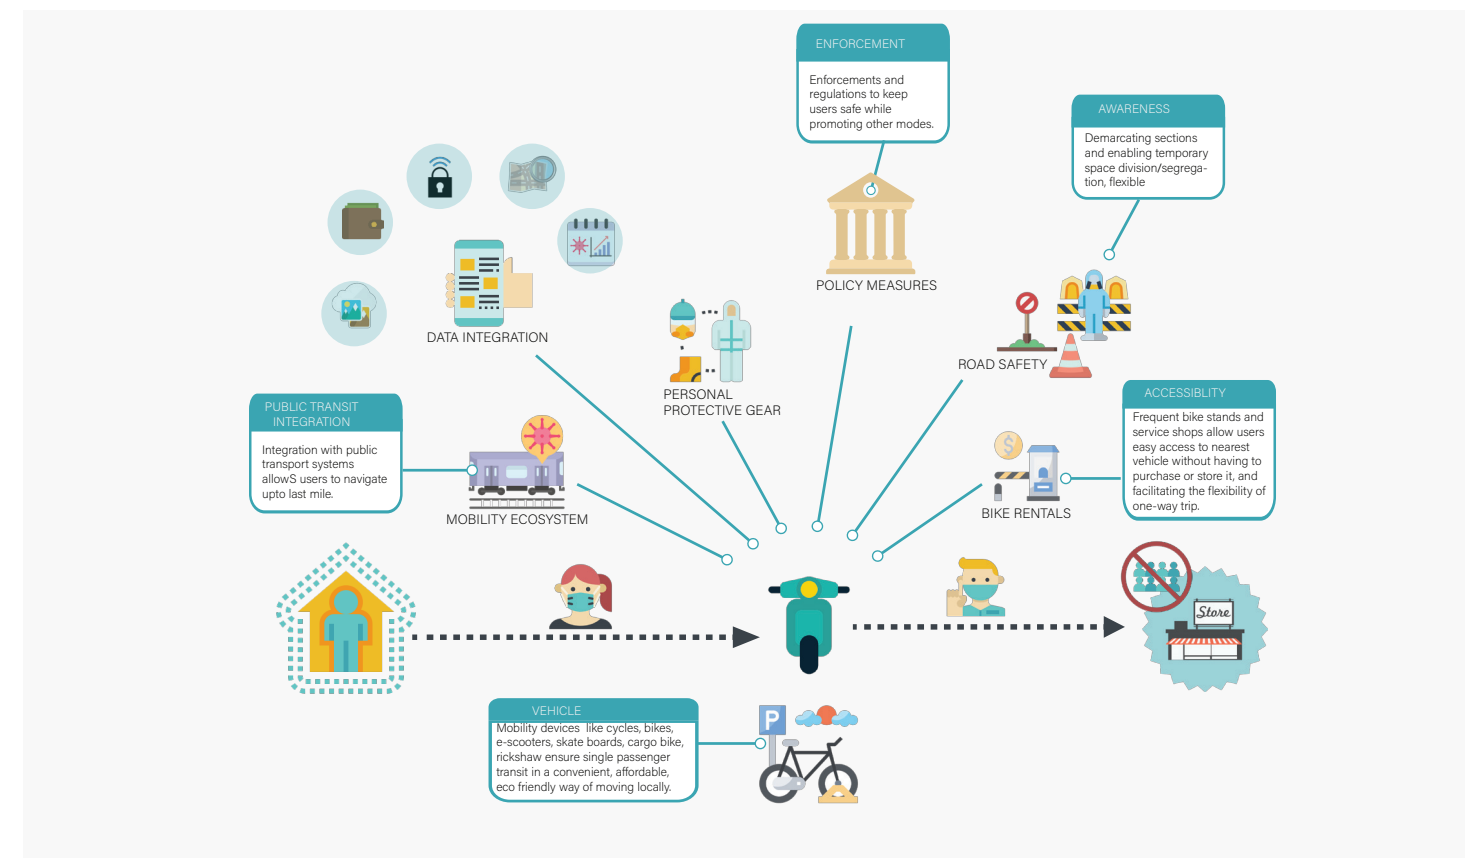 ENFORCEMENT
Enforcements and
regulations to keep
users safe while
promoting other modes.
AWARENESS
Demarcating sections
and enabling temporary
space division/segrega-
tion, flexible
POLICY MEASURES
DATA INTEGRATION
ROAD SAFETY
PERSONAL
PROTECTIVE GEAR
PUBLIC TRANSIT
INTEGRATION
Integration with public
transport systems
allowS users to navigate
upto last mile.
MOBILITY ECOSYSTEM
$
BIKE RENTALS
ACCESSIBLITY
Frequent bike stands and
service shops allow users
easy access to nearest
vehicle without having to
purchase or store it, and
facilitating the flexibility of
one-way trip.
Store
VEHICLE
Mobility devices like cycles, bikes,
e-scooters, skate boards, cargo bike,
rickshaw ensure single passenger
transit in a convenient, affordable,
eco friendly way of moving locally.
P